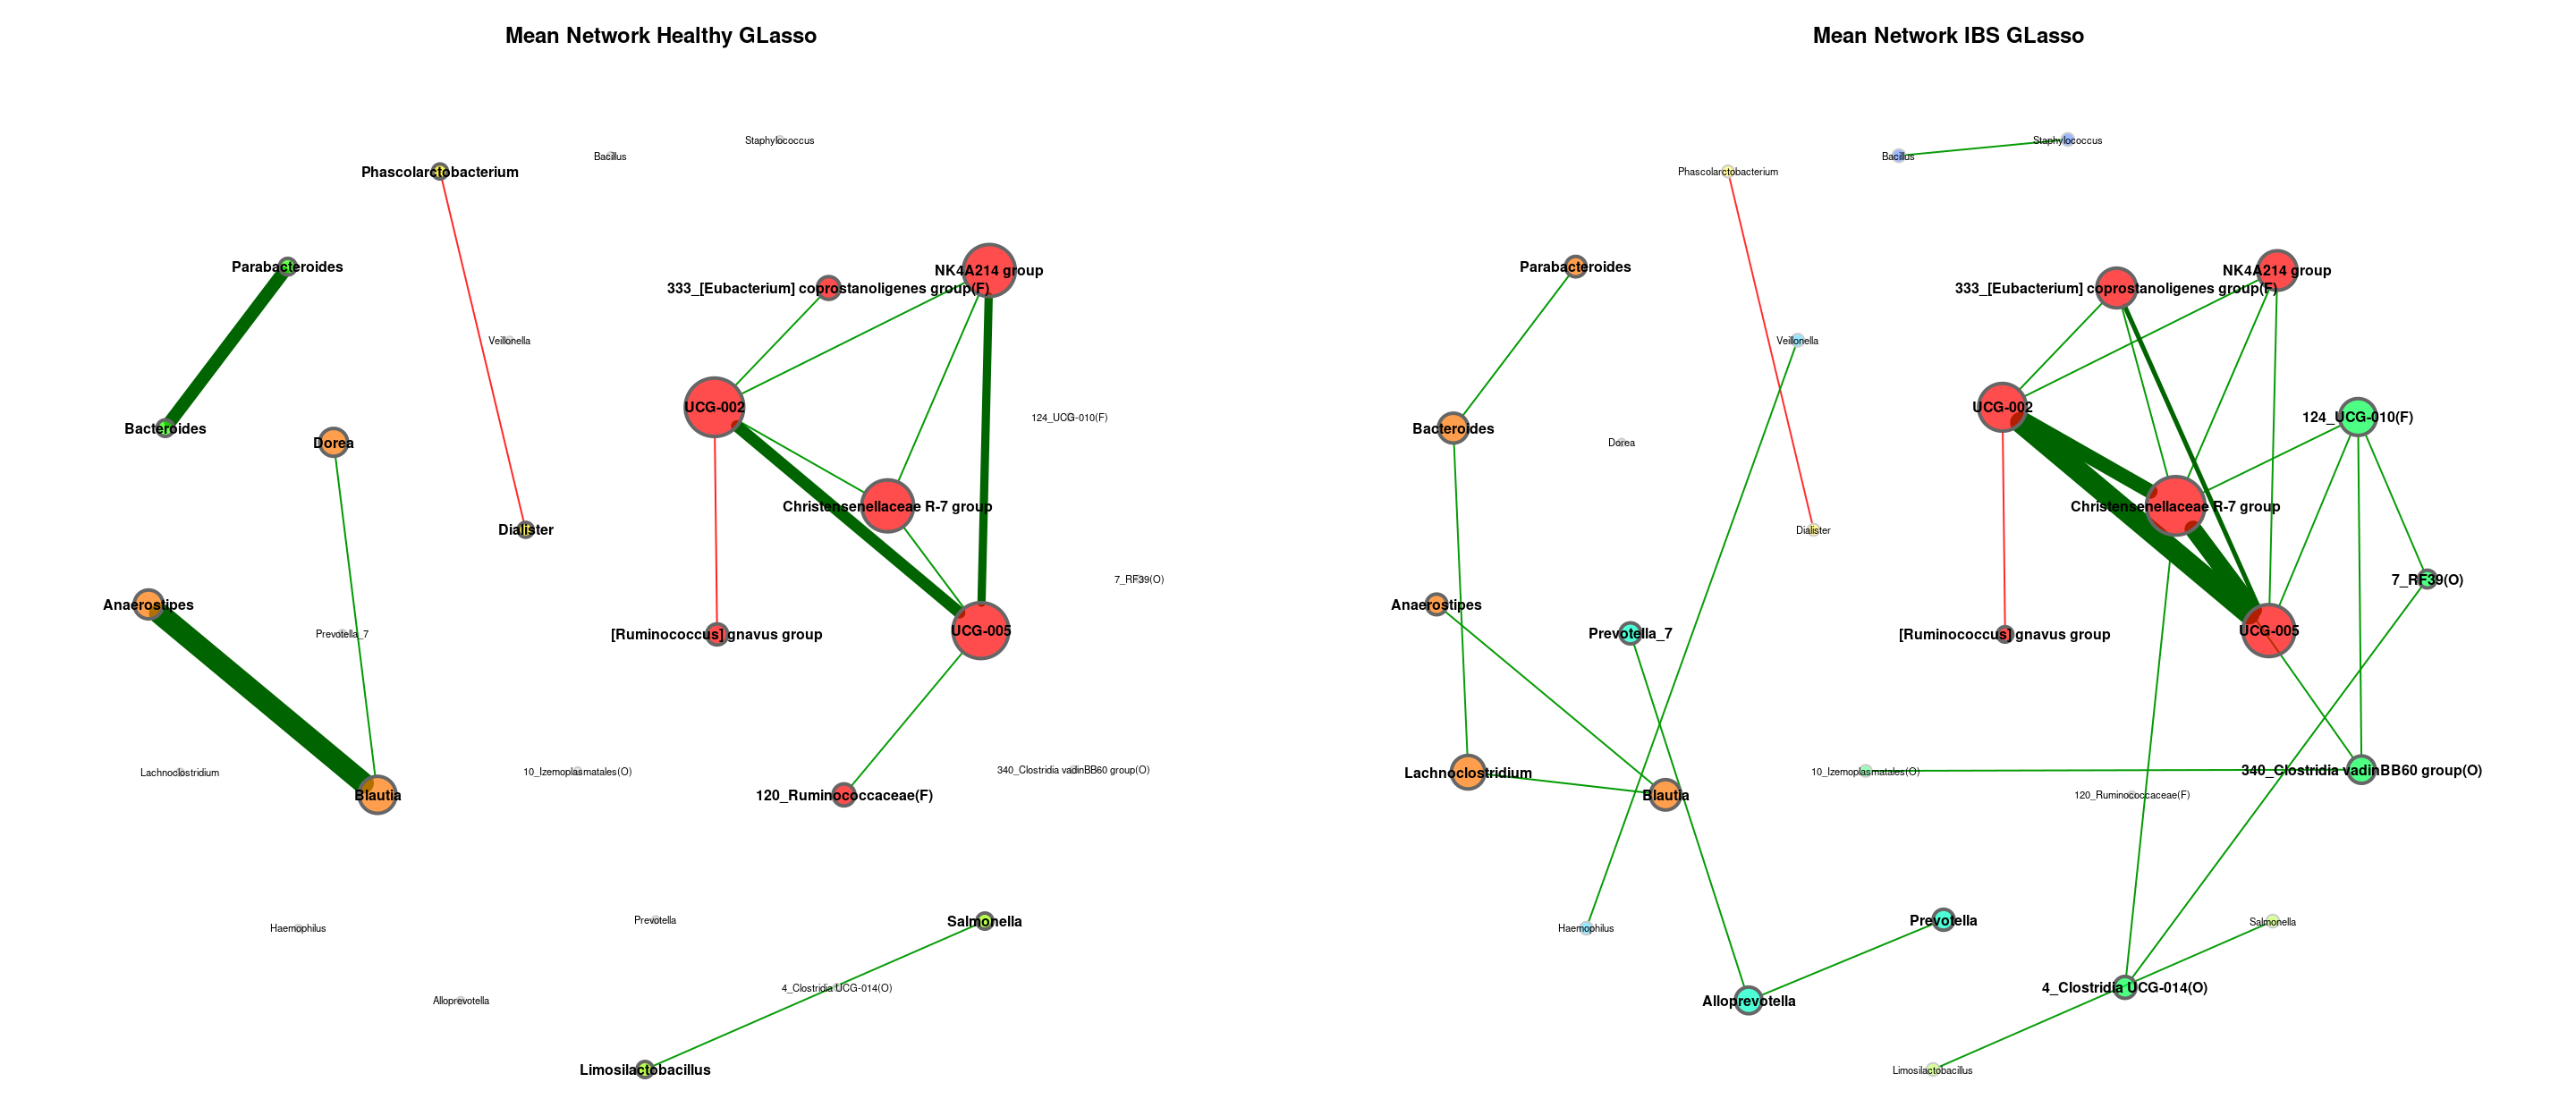 Mean Network Healthy GLasso
Staphylococcus
Bacillus
Phascolarctobacterium
Parabacteroides
NK4A214 group
333_[Eubacterium] coprostanoligenes group(F)
Veillonella
UCG-002
124_UCG-010(F)
Bacteroides
Dorea
Christensenellaceae R-7 group
Dialister
7_RF39(O)
Anaerostipes
UCG-005
Prevotella_7
[Ruminococcus] gnavus group
340_Clostridia vadinBB60 group(O)
Lachnoclostridium
10_Izemoplasmatales(O)
Blautia
120_Ruminococcaceae(F)
Prevotella
Salmonella
Haemophilus
4_Clostridia UCG-014(O)
Alloprevotella
Limosilactobacillus
Mean Network IBS GLasso
Staphylococcus
Bacillus
Phascolarctobacterium
Parabacteroides
NK4A214 group
333_[Eubacterium] coprostanoligenes group(F)
Veillonella
UCG-002
124_UCG-010(F)
Bacteroides
Dorea
Christensenellaceae R-7 group
Dialister
7_RF39(O)
Anaerostipes
UCG-005
Prevotella_7
[Ruminococcus] gnavus group
340_Clostridia vadinBB60 group(O)
Lachnoclostridium
10_Izemoplasmatales(O)
Blautia
120_Ruminococcaceae(F)
Prevotella
Salmonella
Haemophilus
4_Clostridia UCG-014(O)
Alloprevotella
Limosilactobacillus